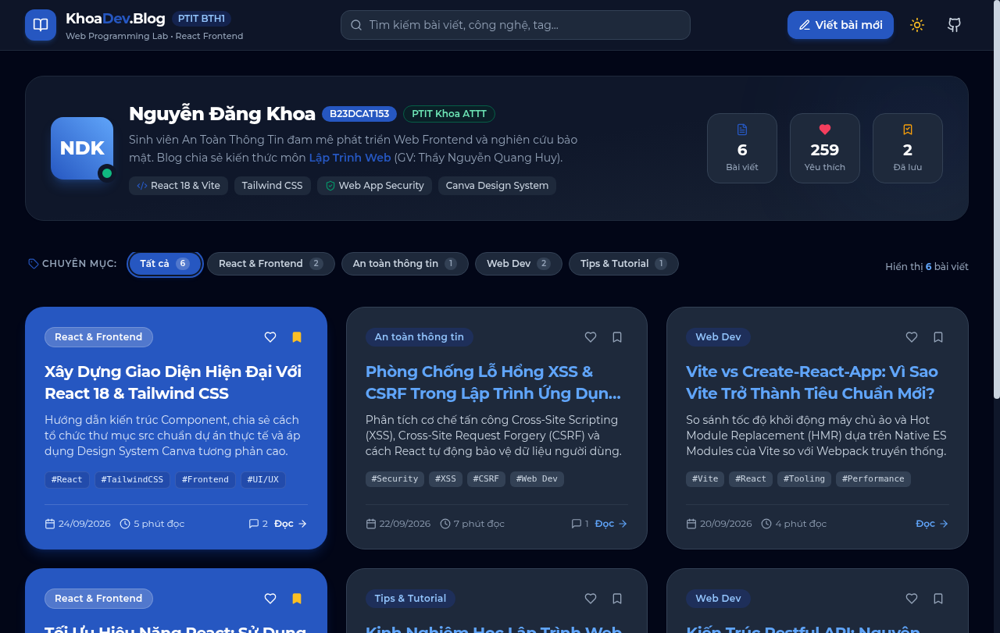 KhoaDev.Blog PTIT BTH1
Web Programming Lab • React Frontend
Tìm kiếm bài viết, công nghệ, tag...
Viết bài mới
NDK
Nguyễn Đăng Khoa B23DCAT153 PTIT Khoa ATTT
Sinh viên An Toàn Thông Tin đam mê phát triển Web Frontend và nghiên cứu bảo
mật. Blog chia sẻ kiến thức môn Lập Trình Web (GV: Thầy Nguyễn Quang Huy).
React 18 & Vite Tailwind CSS Web App Security Canva Design System
6 259 2
Bài viết Yêu thích Đã lưu
CHUYÊN MỤC: Tất cả 6 React & Frontend 2 An toàn thông tin 1 Web Dev 2 Tips & Tutorial 1
Hiển thị 6 bài viết
React & Frontend
Xây Dựng Giao Diện Hiện Đại Với
React 18 & Tailwind CSS
Hướng dẫn kiến trúc Component, chia sẻ cách
tổ chức thư mục src chuẩn dự án thực tế và áp
dụng Design System Canva tương phản cao.
#React #TailwindCSS #Frontend #UI/UX
24/09/2026 5 phút đọc 2 Đọc →
An toàn thông tin
Phòng Chống Lỗ Hổng XSS &
CSRF Trong Lập Trình Ứng Dụn...
Phân tích cơ chế tấn công Cross-Site Scripting
(XSS), Cross-Site Request Forgery (CSRF) và
cách React tự động bảo vệ dữ liệu người dùng.
#Security #XSS #CSRF #Web Dev
22/09/2026 7 phút đọc 1 Đọc →
Web Dev
Vite vs Create-React-App: Vì Sao
Vite Trở Thành Tiêu Chuẩn Mới?
So sánh tốc độ khởi động máy chủ ảo và Hot
Module Replacement (HMR) dựa trên Native ES
Modules của Vite so với Webpack truyền thống.
#Vite #React #Tooling #Performance
20/09/2026 4 phút đọc Đọc →
React & Frontend
Tối Ưu Hiệu Năng React: Sử Dụng
Tips & Tutorial
Kinh Nghiệm Học Lập Trình Web
Web Dev
Kiến Trúc Restful API: Nguyên